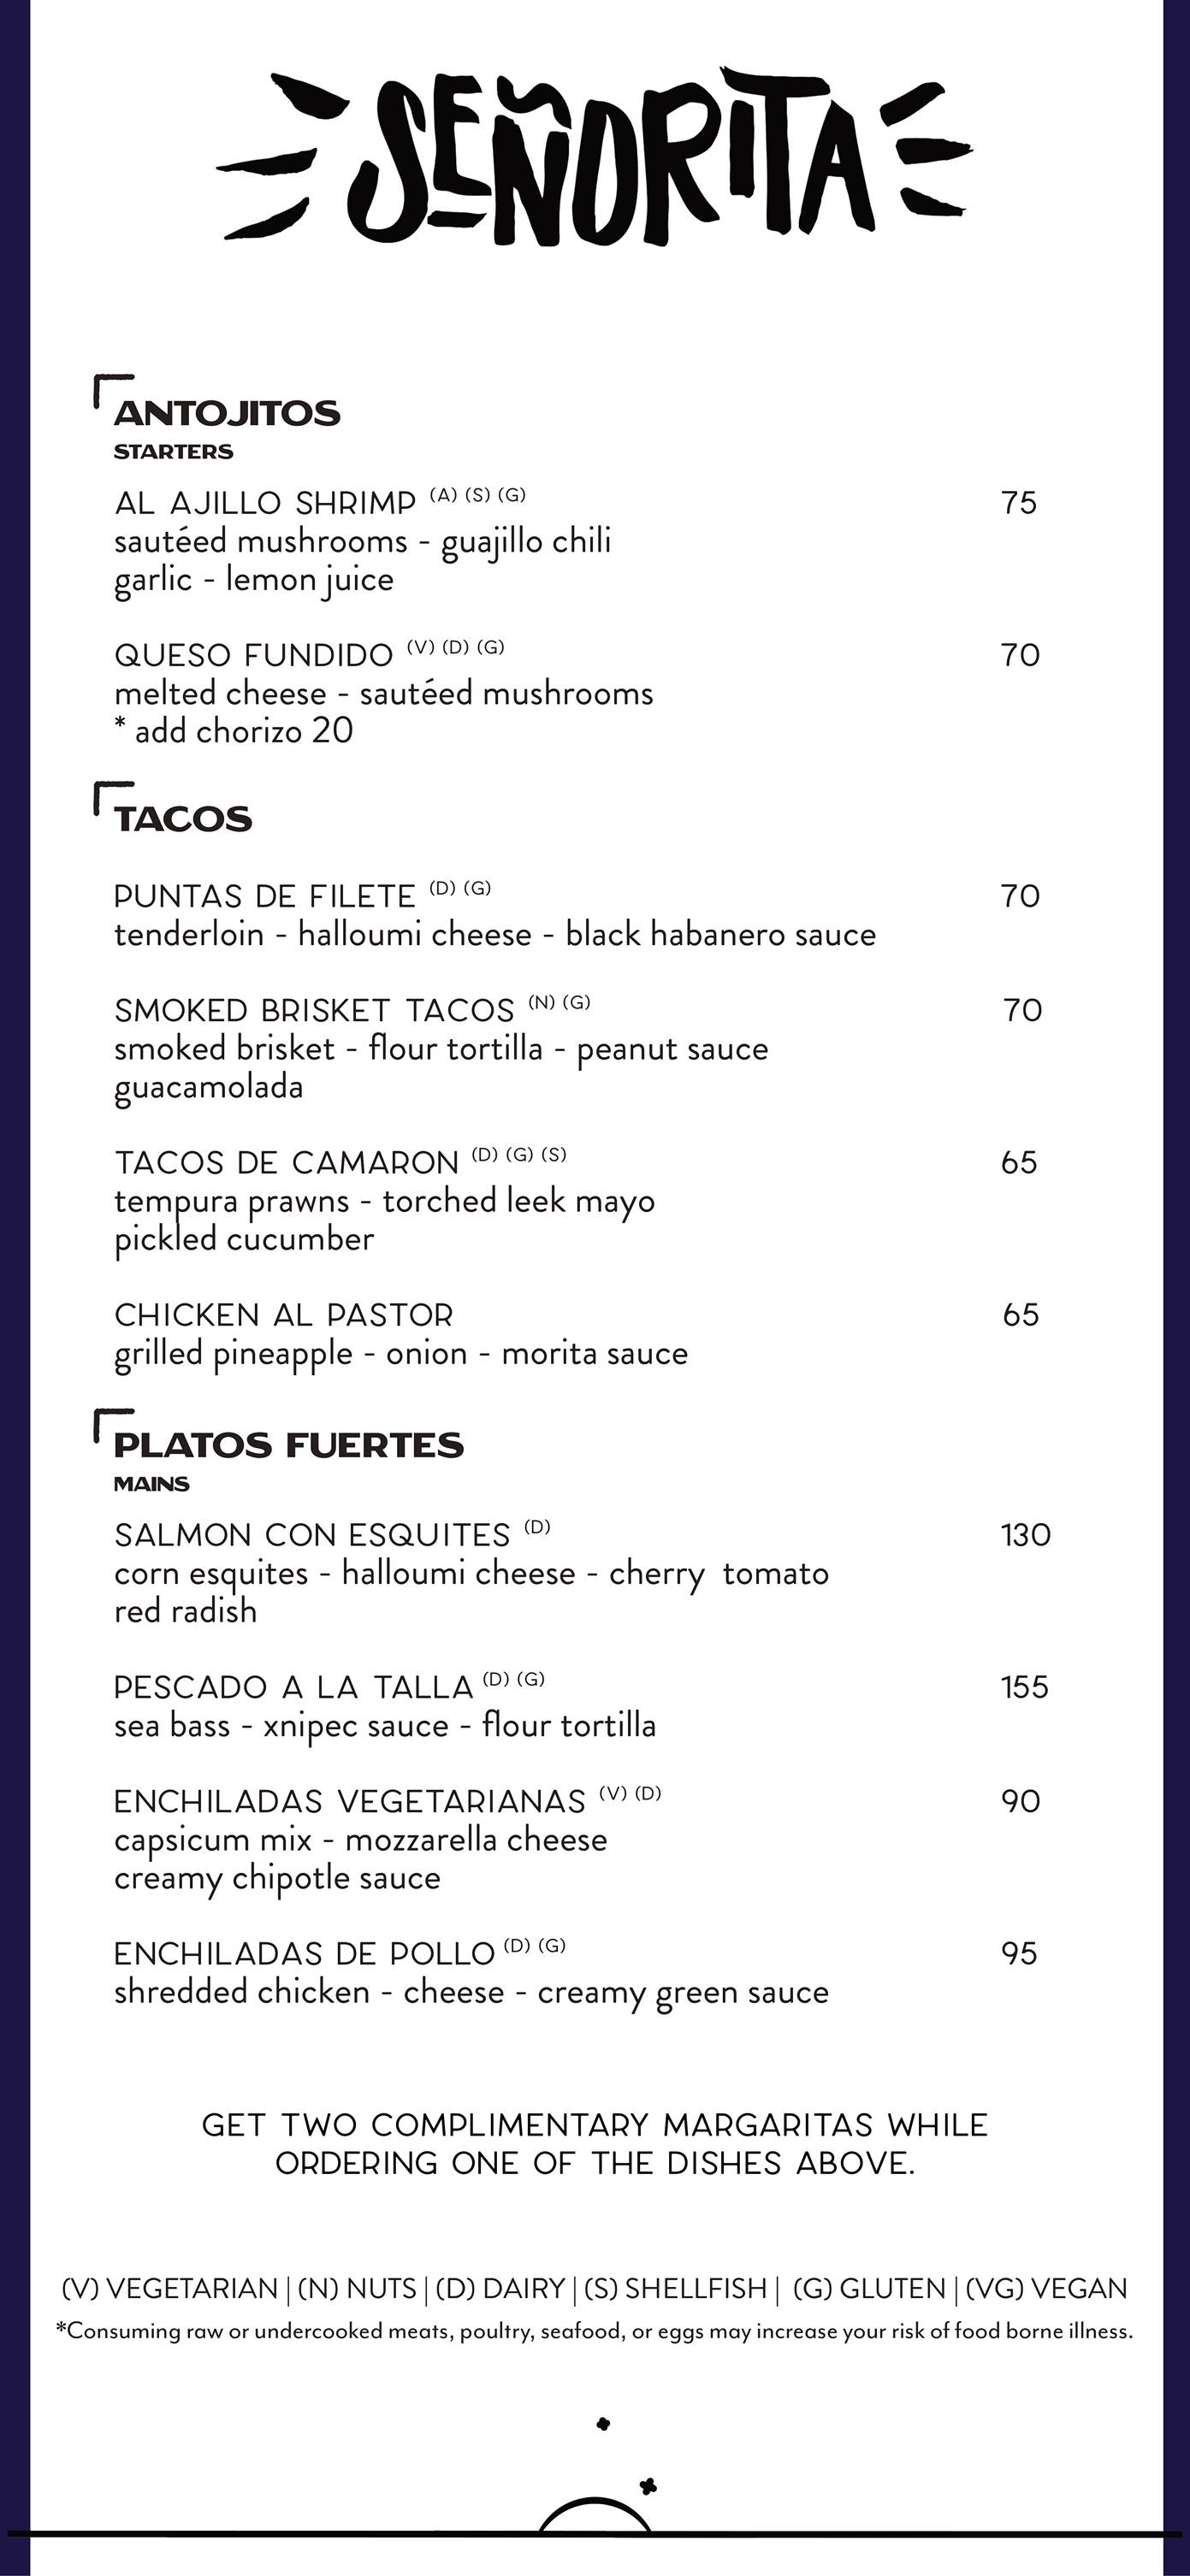 SEÑORITA
ANTOJITOS
STARTERS
AL AJILLO SHRIMP (A) (S) (G) 75
sautéed mushrooms - guajillo chili
garlic - lemon juice
QUESO FUNDIDO (V) (D) (G) 70
melted cheese - sautéed mushrooms
* add chorizo 20
TACOS
PUNTAS DE FILETE (D) (G) 70
tenderloin - halloumi cheese - black habanero sauce
SMOKED BRISKET TACOS (N) (G) 70
smoked brisket - flour tortilla - peanut sauce
guacamolada
TACOS DE CAMARON (D) (G) (S) 65
tempura prawns - torched leek mayo
pickled cucumber
CHICKEN AL PASTOR 65
grilled pineapple - onion - morita sauce
PLATOS FUERTES
MAINS
SALMON CON ESQUITES (D) 130
corn esquites - halloumi cheese - cherry tomato
red radish
PESCADO A LA TALLA (D) (G) 155
sea bass - xnipec sauce - flour tortilla
ENCHILADAS VEGETARIANAS (V) (D) 90
capsicum mix - mozzarella cheese
creamy chipotle sauce
ENCHILADAS DE POLLO (D) (G) 95
shredded chicken - cheese - creamy green sauce
GET TWO COMPLIMENTARY MARGARITAS WHILE
ORDERING ONE OF THE DISHES ABOVE.
(V) VEGETARIAN | (N) NUTS | (D) DAIRY | (S) SHELLFISH | (G) GLUTEN | (VG) VEGAN
*Consuming raw or undercooked meats, poultry, seafood, or eggs may increase your risk of food borne illness.